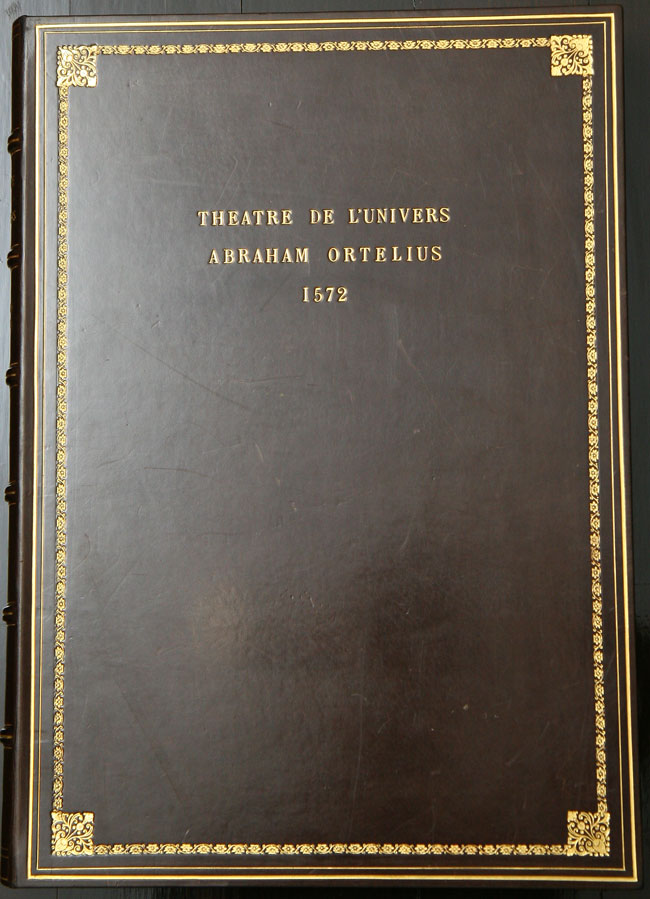 THEATRE DE L'UNIVERS
ABRAHAM ORTELIUS
1572